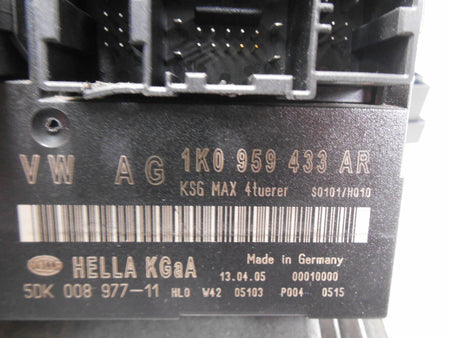 VW AG 1K0 959 433 AR
KSG MAX 4tuerer S0101/H010
HELLA KGaA Made in Germany
13.04.05 00010000
5DK 008 977-11 HL0 W42 05103 P004 0515